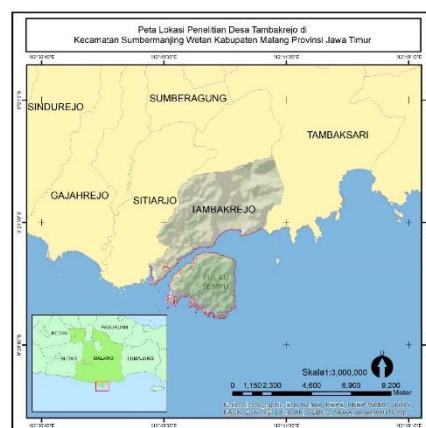 Peta Lokasi Penelitian Desa Tambakrejo di
Kecamatan Sumbermanjing Wetan Kabupaten Malang Provinsi Jawa Timur
SUMBERAGUNG
SINDUREJO
TAMBAKSARI
GAJAHREJO
SITIARJO
TAMBAKREJO
PULAU
SEMPU
KEDIRI
PASURUAN
BLITAR
MALANG
LUMAJANG
Skala1:3,000,000
U
0 1,150 2,300 4,600 6,900 9,200
Meter